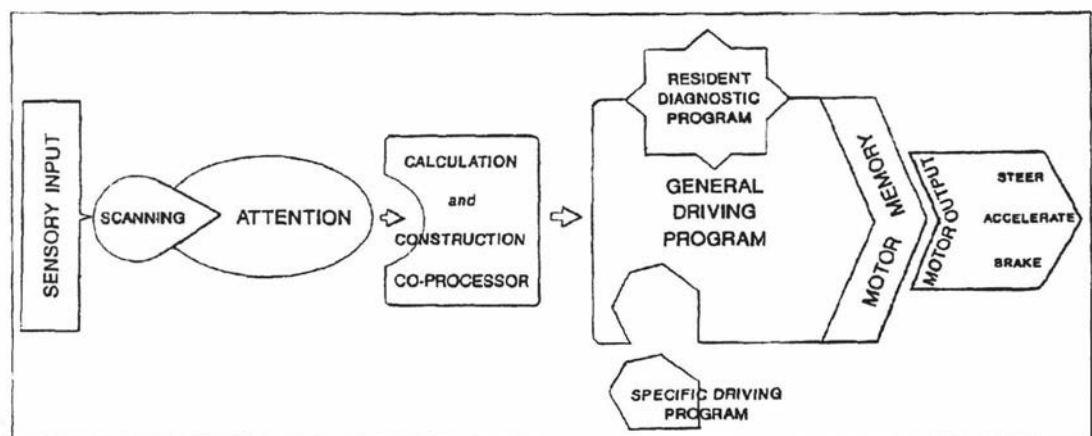 SENSORY INPUT
SCANNING
ATTENTION
CALCULATION
and
CONSTRUCTION
CO-PROCESSOR
RESIDENT
DIAGNOSTIC
PROGRAM
GENERAL
DRIVING
PROGRAM
SPECIFIC DRIVING
PROGRAM
MOTOR MEMORY
MOTOR OUTPUT
STEER
ACCELERATE
BRAKE